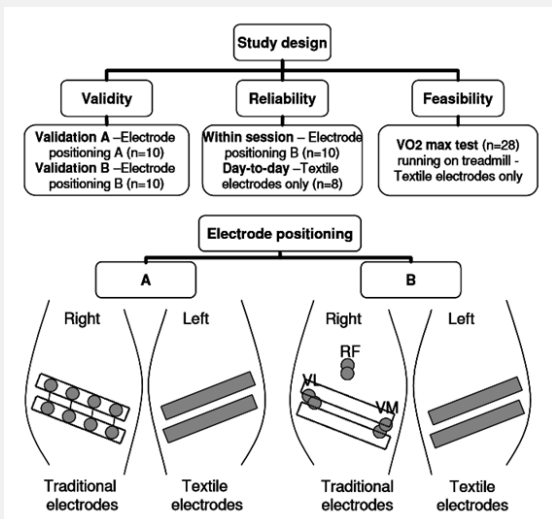 Study design
Validity
Reliability
Feasibility
Validation A –Electrode
positioning A (n=10)
Validation B –Electrode
positioning B (n=10)
Within session – Electrode
positioning B (n=10)
Day-to-day –Textile
electrodes only (n=8)
VO2 max test (n=28)
running on treadmill -
Textile electrodes only
Electrode positioning
A
B
Right
Left
Right
Left
RF
VL
VM
Traditional
electrodes
Textile
electrodes
Traditional
electrodes
Textile
electrodes